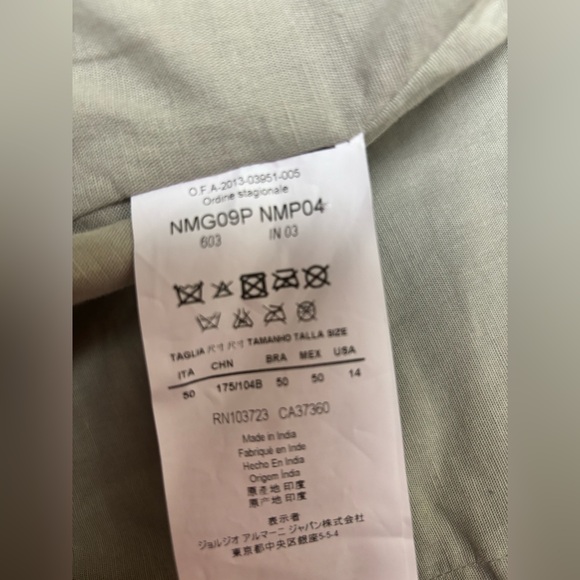 O.F.A-2013-03951-005
Ordine stagionale
NMG09P NMP04
603 IN 03
TAGLIA 尺寸 尺寸 TAMANHO TALLA SIZE
ITA CHN BRA MEX USA
50 175/104B 50 50 14
RN103723 CA37360
Made in India
Fabriqué en Inde
Hecho En India
Origem India
原產地 印度
原产地 印度
表示者
ジョルジオ アルマーニ ジャパン株式会社
東京都中央区銀座5-5-4